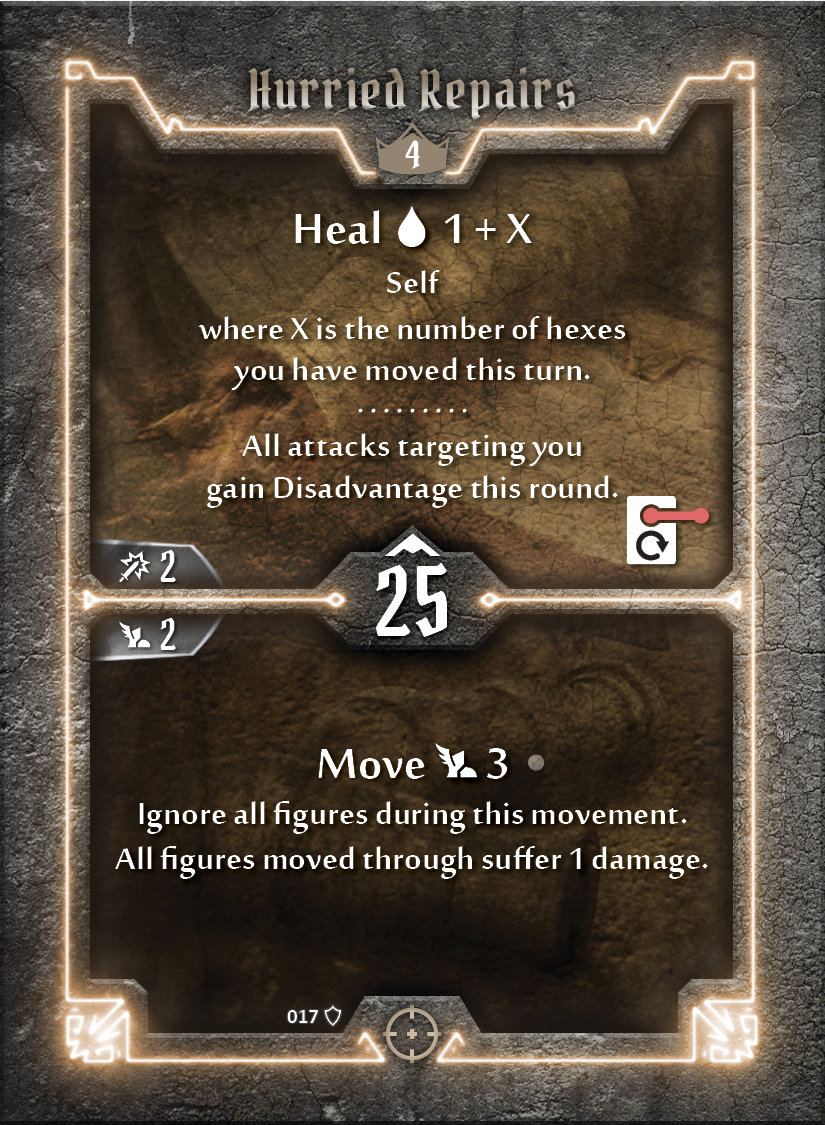 Hurried Repairs
4
Heal 1 + X
Self
where X is the number of hexes
you have moved this turn.
.........
All attacks targeting you
gain Disadvantage this round.
2
25
2
Move 3
Ignore all figures during this movement.
All figures moved through suffer 1 damage.
017